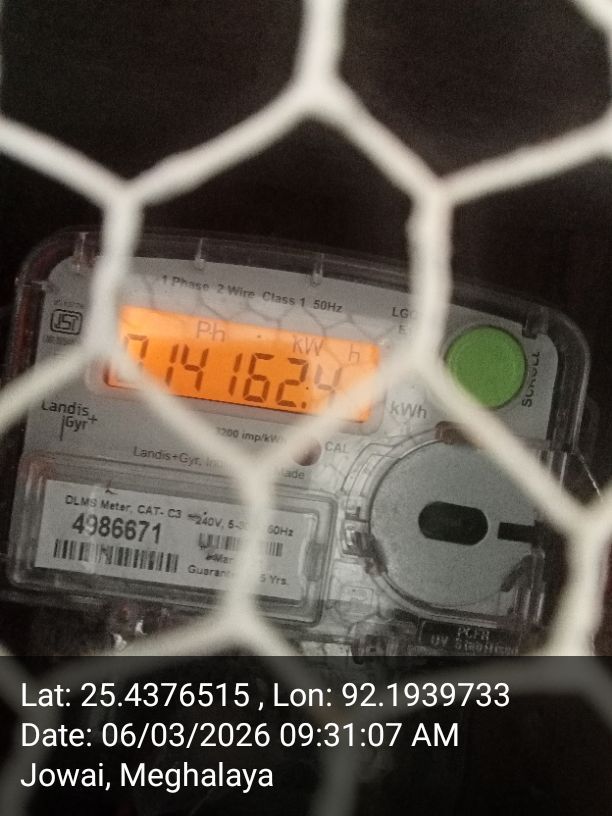 1 Phase 2 Wire Class 1 50Hz
Ph kW h
014162.4
kWh
SCROLL
Landis
Gyr+
3200 imp/kWh
CAL
Landis+Gyr,
DLMS Meter, CAT- C3
4986671
240V,
60Hz
5 Yrs.
Lat: 25.4376515 , Lon: 92.1939733
Date: 06/03/2026 09:31:07 AM
Jowai, Meghalaya